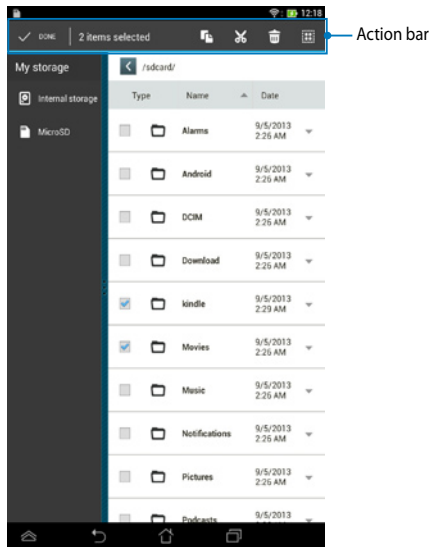 12:18
DONE 2 items selected
Action bar
My storage
/sdcard/
Internal storage
MicroSD
Type Name Date
Alarms 9/5/2013
2:26 AM
Android 9/5/2013
2:26 AM
DCIM 9/5/2013
2:26 AM
Download 9/5/2013
2:26 AM
kindle 9/5/2013
2:29 AM
Movies 9/5/2013
2:26 AM
Music 9/5/2013
2:26 AM
Notifications 9/5/2013
2:26 AM
Pictures 9/5/2013
2:26 AM
Podcasts 9/5/2013